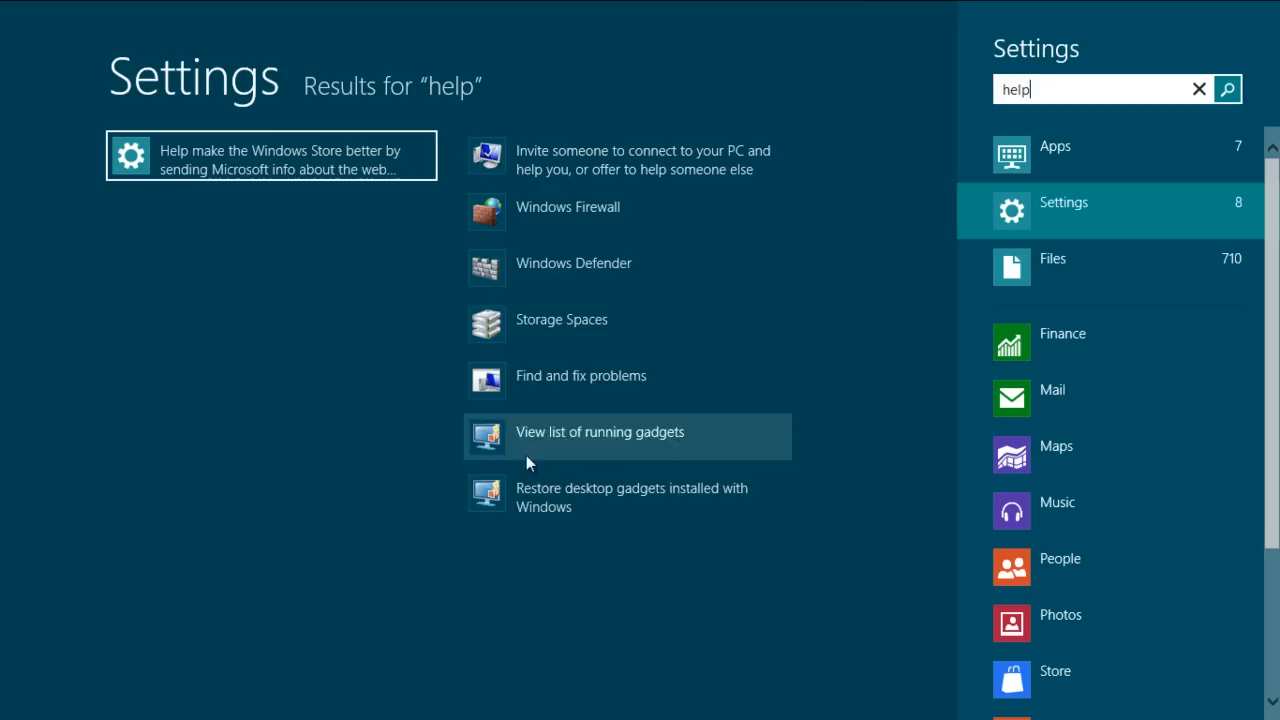 Settings Results for “help”
Help make the Windows Store better by
sending Microsoft info about the web...
Invite someone to connect to your PC and
help you, or offer to help someone else
Windows Firewall
Windows Defender
Storage Spaces
Find and fix problems
View list of running gadgets
Restore desktop gadgets installed with
Windows
Settings
help
Apps 7
Settings 8
Files 710
Finance
Mail
Maps
Music
People
Photos
Store